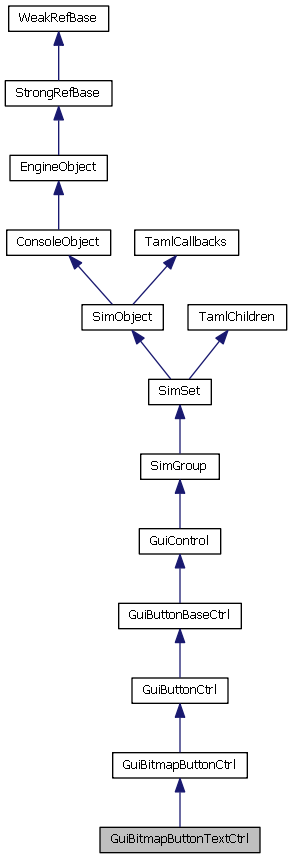 WeakRefBase
StrongRefBase
EngineObject
ConsoleObject
TamlCallbacks
SimObject
TamlChildren
SimSet
SimGroup
GuiControl
GuiButtonBaseCtrl
GuiButtonCtrl
GuiBitmapButtonCtrl
GuiBitmapButtonTextCtrl